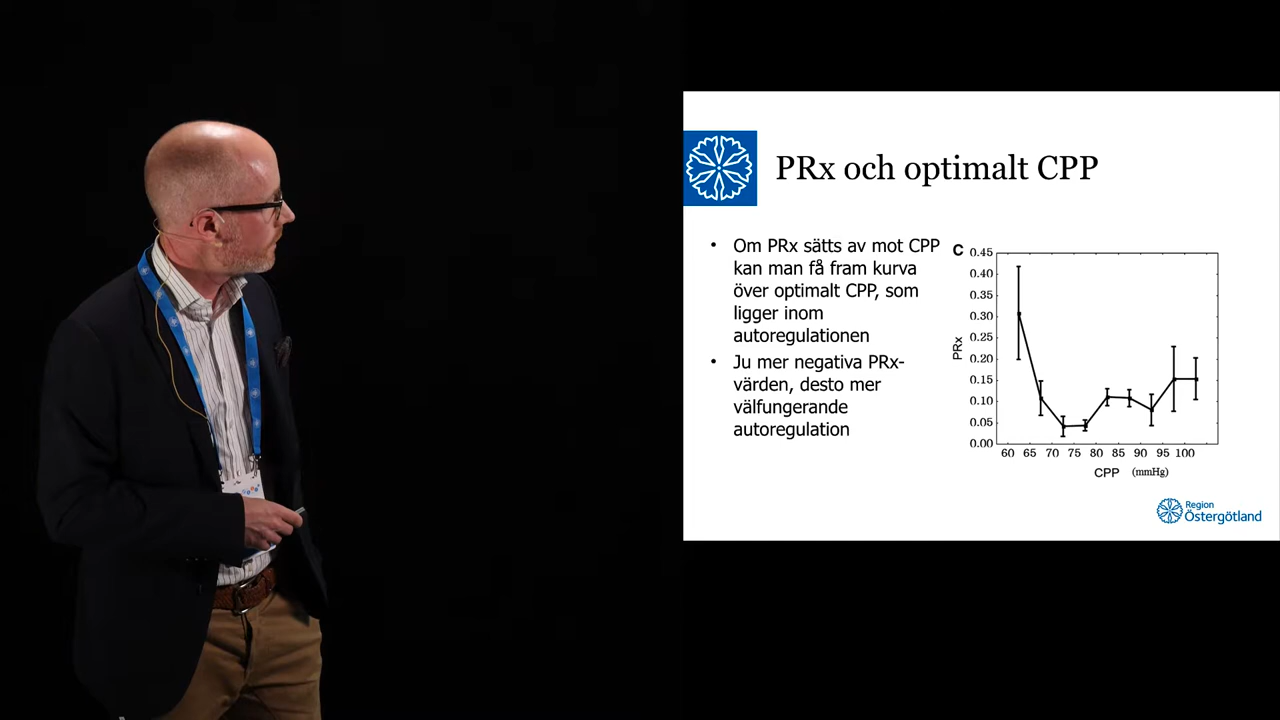 PRx och optimalt CPP
• Om PRx sätts av mot CPP
kan man få fram kurva
över optimalt CPP, som
ligger inom
autoregulationen
• Ju mer negativa PRx-
värden, desto mer
välfungerande
autoregulation
C
0.45
0.40
0.35
0.30
0.25
0.20
0.15
0.10
0.05
0.00
PRx
60 65 70 75 80 85 90 95 100
CPP (mmHg)
Region
Östergötland